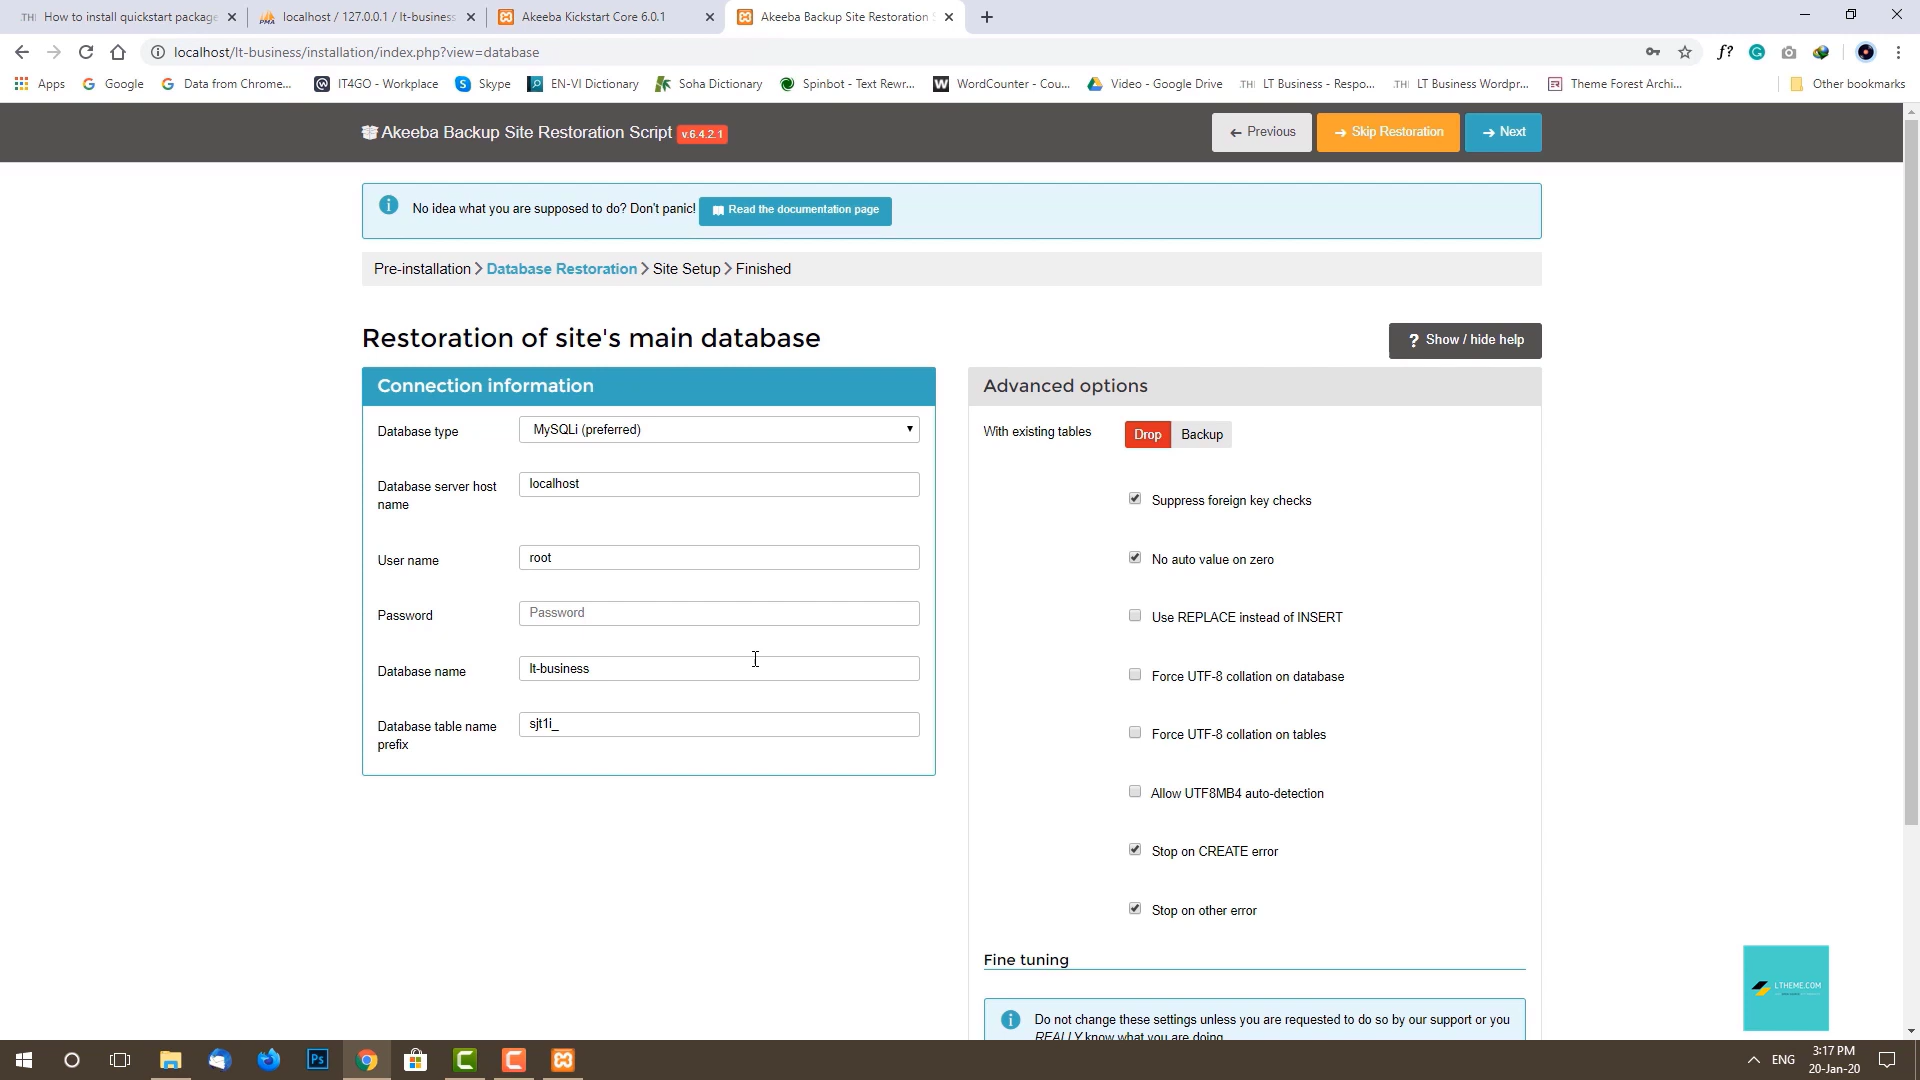 How to install quickstart package
localhost / 127.0.0.1 / lt-business
Akeeba Kickstart Core 6.0.1
Akeeba Backup Site Restoration S
localhost/lt-business/installation/index.php?view=database
Apps
Google
Data from Chrome...
IT4GO - Workplace
Skype
EN-VI Dictionary
Soha Dictionary
Spinbot - Text Rewr...
WordCounter - Cou...
Video - Google Drive
LT Business - Respo...
LT Business Wordpr...
Theme Forest Archi...
Other bookmarks
Akeeba Backup Site Restoration Script v.6.4.2.1
← Previous
→ Skip Restoration
→ Next
No idea what you are supposed to do? Don't panic! Read the documentation page
Pre-installation > Database Restoration > Site Setup > Finished
Restoration of site's main database
? Show / hide help
Connection information
Database type
MySQLi (preferred)
Database server host
name
localhost
User name
root
Password
Password
Database name
lt-business
Database table name
prefix
sjt1i_
Advanced options
With existing tables
Drop
Backup
Suppress foreign key checks
No auto value on zero
Use REPLACE instead of INSERT
Force UTF-8 collation on database
Force UTF-8 collation on tables
Allow UTF8MB4 auto-detection
Stop on CREATE error
Stop on other error
Fine tuning
Do not change these settings unless you are requested to do so by our support or you
REALLY know what you are doing
LTHEME.COM
ENG
3:17 PM
20-Jan-20